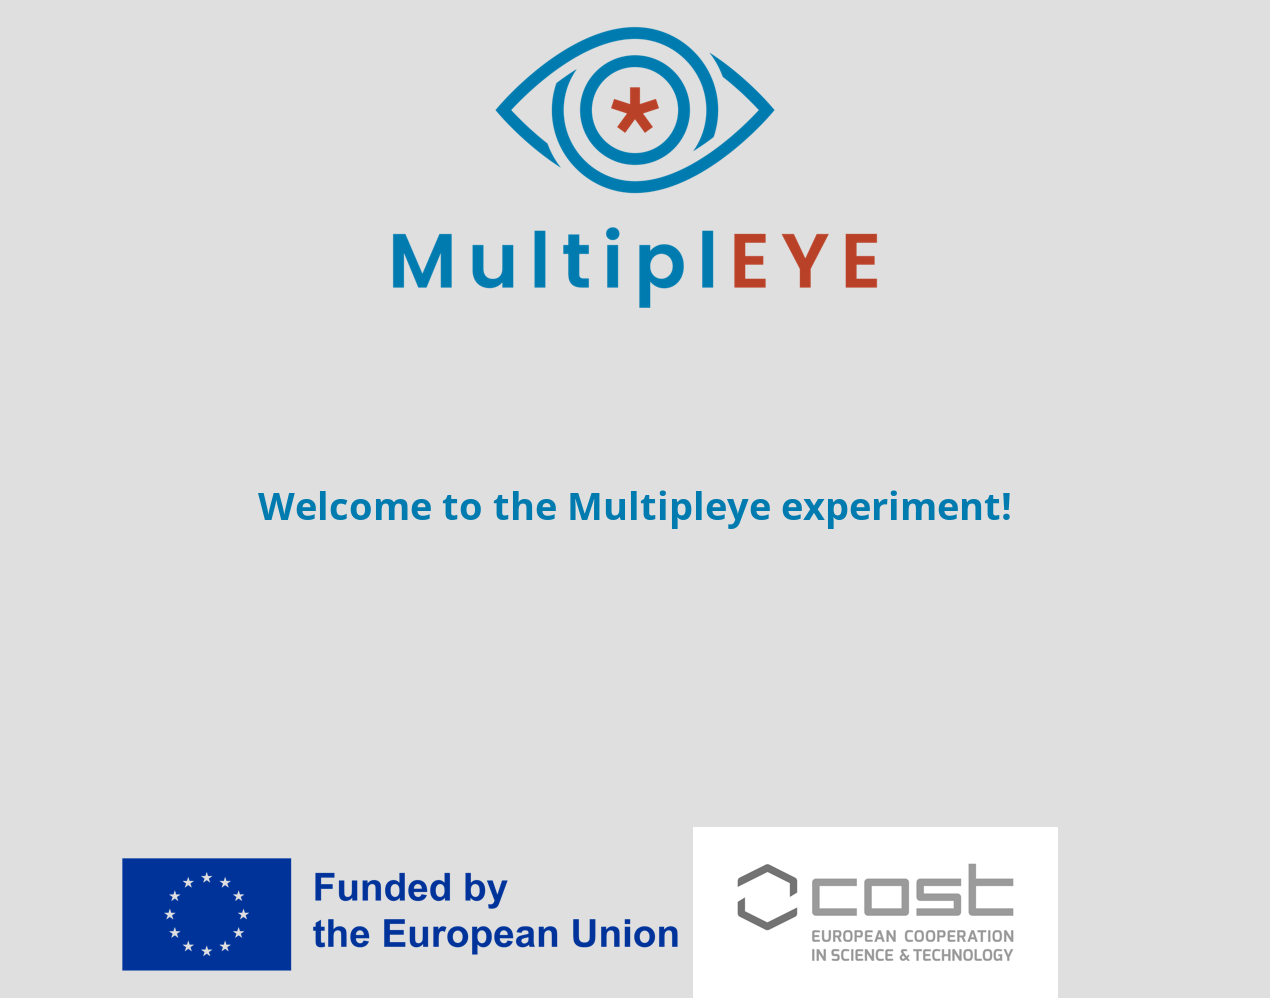 MultiplEYE
Welcome to the Multipleye experiment!
Funded by
the European Union
cost
EUROPEAN COOPERATION
IN SCIENCE & TECHNOLOGY